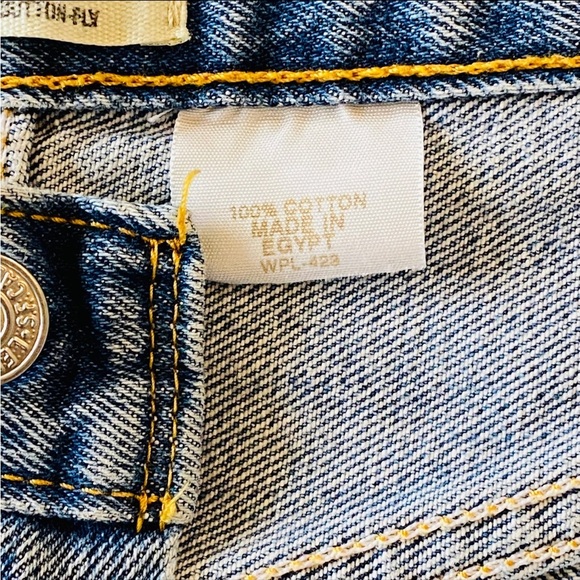 100% COTTON
MADE IN
EGYPT
WPL-423